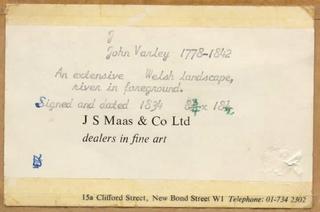 J
John Varley 1778-1842
An extensive Welsh landscape,
river in foreground.
Signed and dated 1834 x
J S Maas & Co Ltd
dealers in fine art
15a Clifford Street, New Bond Street W1 Telephone: 01-734 2302